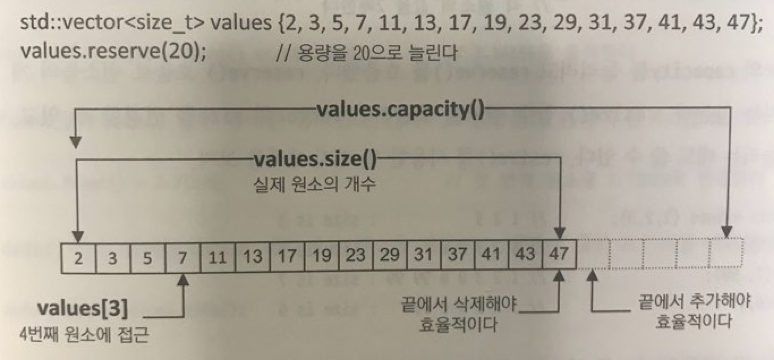 std::vector<size_t> values {2, 3, 5, 7, 11, 13, 17, 19, 23, 29, 31, 37, 41, 43, 47};
values.reserve(20); // 용량을 20으로 늘린다
values.capacity()
values.size()
실제 원소의 개수
2 3 5 7 11 13 17 19 23 29 31 37 41 43 47
values[3]
4번째 원소에 접근
끝에서 삭제해야
효율적이다
끝에서 추가해야
효율적이다